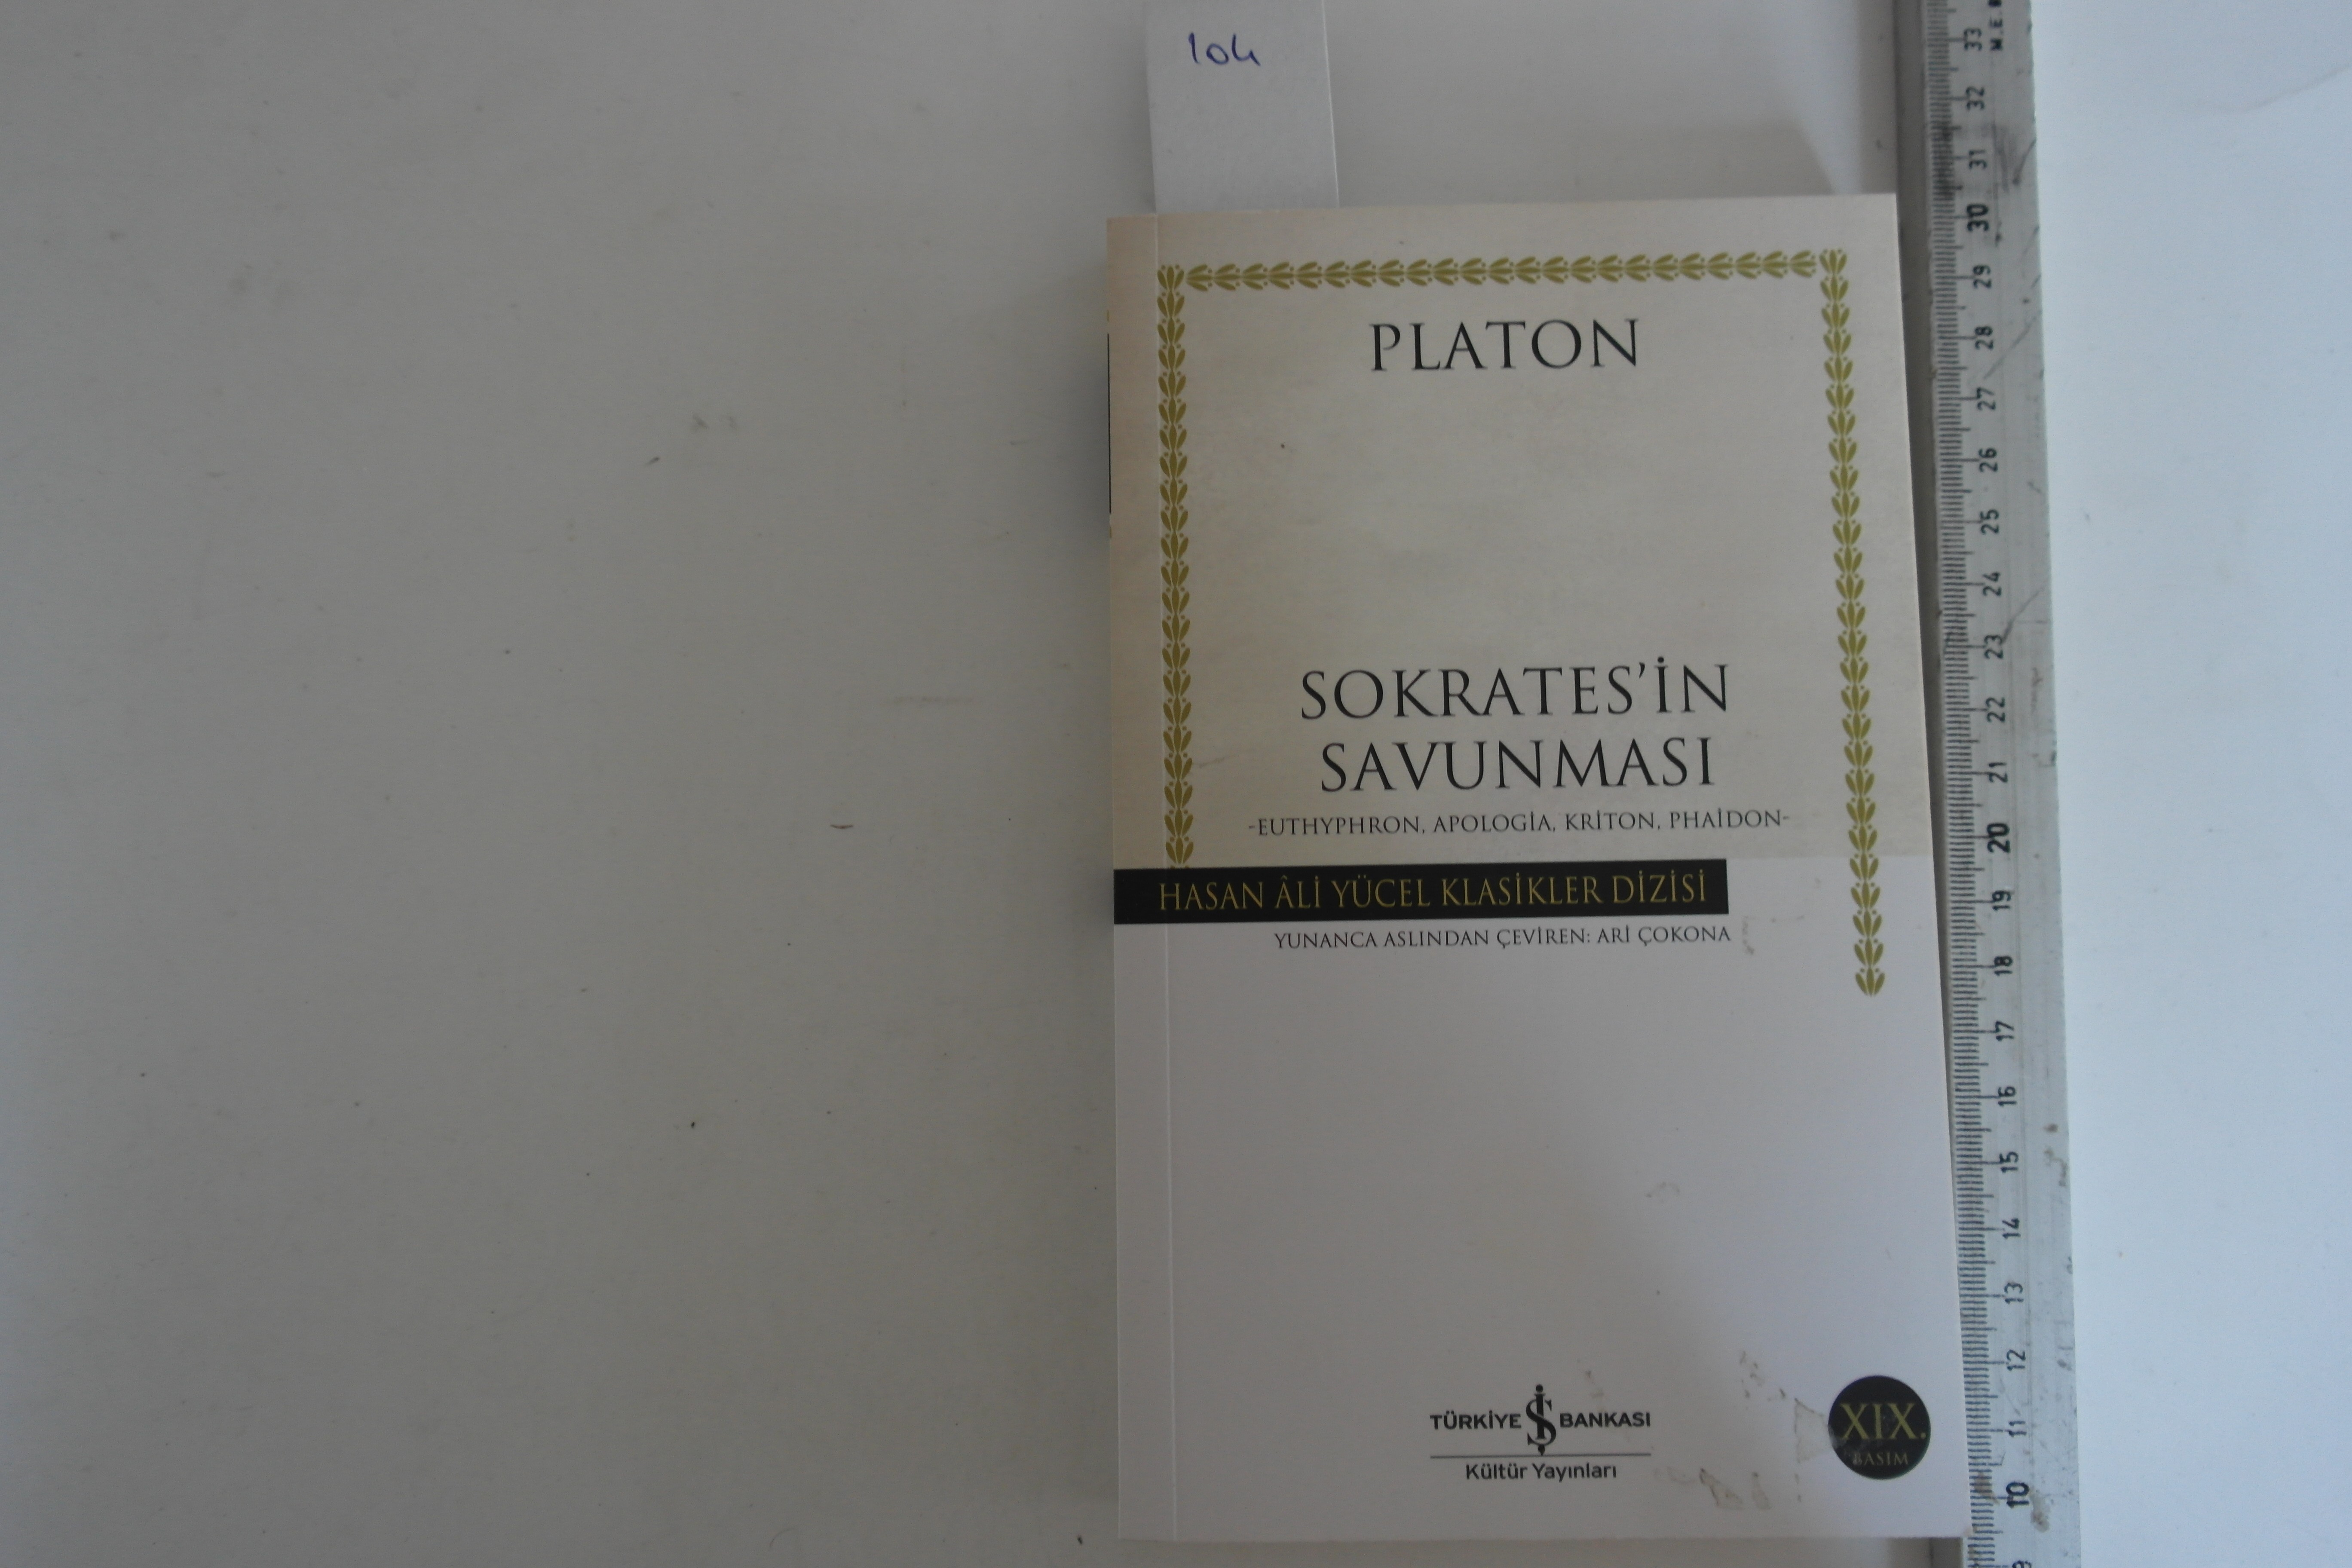 104
PLATON
SOKRATES'İN
SAVUNMASI
-EUTHYPHRON, APOLOGİA, KRİTON, PHAİDON-
HASAN ÂLİ YÜCEL KLASİKLER DİZİSİ
YUNANCA ASLINDAN ÇEVİREN: ARİ ÇOKONA
TÜRKİYE İŞ BANKASI
Kültür Yayınları
XIX.
BASIM
33
32
31
30
29
28
27
26
25
24
23
22
21
20
19
18
17
16
15
14
13
12
11
10
9